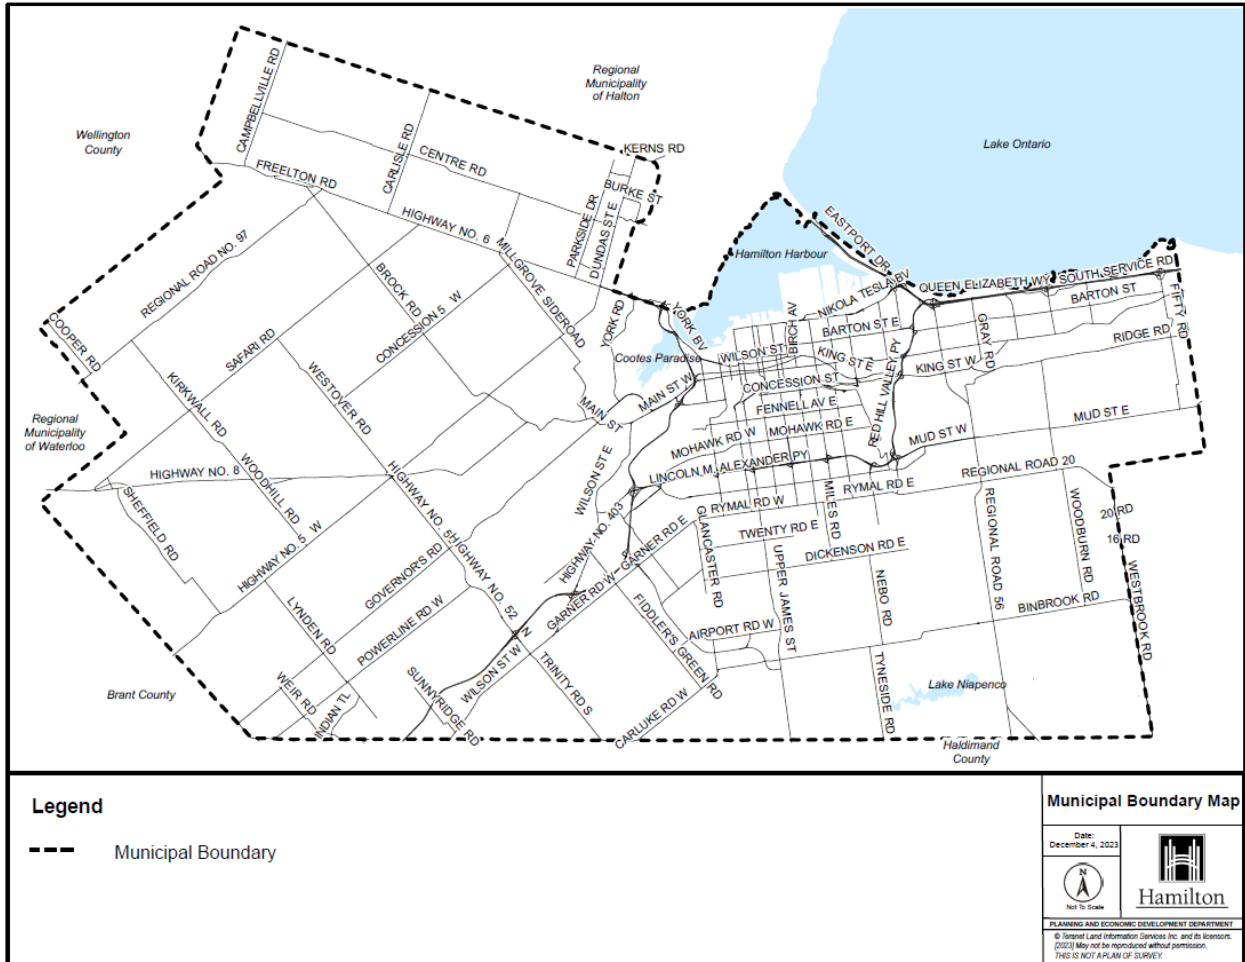 Regional
Municipality
of Halton
Wellington
County
Lake Ontario
CAMPBELLVILLE RD
CARLISLE RD
CENTRE RD
KERNS RD
FREELTON RD
BURKE ST
HIGHWAY NO. 6
PARKSIDE DR
DUNDAS ST E
MILLGROVE SIDEROAD
EASTPORT DR
Hamilton Harbour
REGIONAL ROAD NO. 97
BROCK RD
QUEEN ELIZABETH WY
SOUTH SERVICE RD
NIKOLA TESLA BV
BARTON ST
FIFTY RD
COOPER RD
SAFARI RD
CONCESSION 5 W
YORK RD
YORK BV
BIRCH AV
BARTON ST E
GRAY RD
RIDGE RD
Cootes Paradise
WILSON ST
KING ST E
KING ST W
RED HILL VALLEY PY
KIRKWALL RD
WESTOVER RD
MAIN ST W
CONCESSION ST
FENNELL AV E
MAIN ST
MUD ST E
Regional
Municipality
of Waterloo
MOHAWK RD W
MOHAWK RD E
MUD ST W
HIGHWAY NO. 8
WOODHILL RD
WILSON ST E
LINCOLN M. ALEXANDER PY
REGIONAL ROAD 20
SHEFFIELD RD
HIGHWAY NO. 5
RYMAL RD E
RYMAL RD W
MILES RD
HIGHWAY NO. 5 W
HIGHWAY NO. 403
GARNER RD E
GLANCASTER RD
TWENTY RD E
DICKENSON RD E
REGIONAL ROAD 56
WOODBURN RD
20 RD
16 RD
GOVERNOR'S RD
HIGHWAY NO. 52 N
GARNER RD W
UPPER JAMES ST
NEBO RD
WESTBROOK RD
LYNDEN RD
POWERLINE RD W
FIDDLER'S GREEN RD
AIRPORT RD W
BINBROOK RD
Brant County
WEIR RD
INDIAN TL
SUNNYRIDGE RD
WILSON ST W
TRINITY RD S
CARLUKE RD W
TYNESIDE RD
Lake Niapenco
Haldimand
County
Legend
Municipal Boundary
Municipal Boundary Map
Date:
December 4, 2023
N
Not To Scale
Hamilton
PLANNING AND ECONOMIC DEVELOPMENT DEPARTMENT
© Teranet Land Information Services Inc. and its licensors.
[2023] May not be reproduced without permission.
THIS IS NOT A PLAN OF SURVEY.